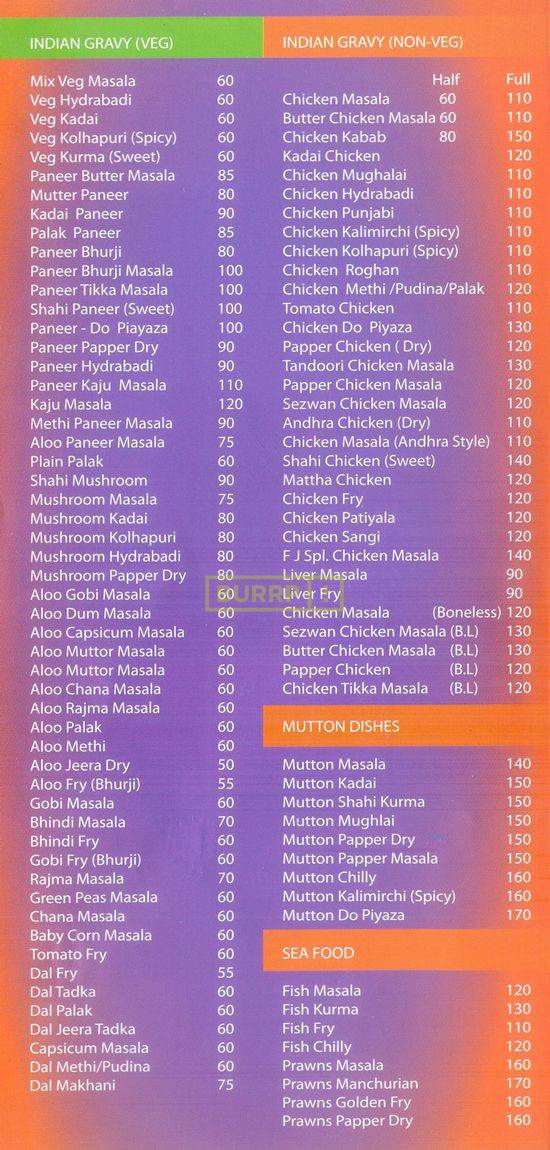 INDIAN GRAVY (VEG)
Mix Veg Masala 60
Veg Hydrabadi 60
Veg Kadai 60
Veg Kolhapuri (Spicy) 60
Veg Kurma (Sweet) 60
Paneer Butter Masala 85
Mutter Paneer 80
Kadai Paneer 90
Palak Paneer 85
Paneer Bhurji 80
Paneer Bhurji Masala 100
Paneer Tikka Masala 100
Shahi Paneer (Sweet) 100
Paneer - Do Piayaza 100
Paneer Papper Dry 90
Paneer Hydrabadi 90
Paneer Kaju Masala 110
Kaju Masala 120
Methi Paneer Masala 90
Aloo Paneer Masala 75
Plain Palak 60
Shahi Mushroom 90
Mushroom Masala 75
Mushroom Kadai 80
Mushroom Kolhapuri 80
Mushroom Hydrabadi 80
Mushroom Papper Dry 80
Aloo Gobi Masala 60
Aloo Dum Masala 60
Aloo Capsicum Masala 60
Aloo Muttor Masala 60
Aloo Muttor Masala 60
Aloo Chana Masala 60
Aloo Rajma Masala 60
Aloo Palak 60
Aloo Methi 60
Aloo Jeera Dry 50
Aloo Fry (Bhurji) 55
Gobi Masala 60
Bhindi Masala 70
Bhindi Fry 60
Gobi Fry (Bhurji) 60
Rajma Masala 70
Green Peas Masala 60
Chana Masala 60
Baby Corn Masala 60
Tomato Fry 60
Dal Fry 55
Dal Tadka 60
Dal Palak 60
Dal Jeera Tadka 60
Capsicum Masala 60
Dal Methi/Pudina 60
Dal Makhani 75
INDIAN GRAVY (NON-VEG)
Half Full
Chicken Masala 60 110
Butter Chicken Masala 60 110
Chicken Kabab 80 150
Kadai Chicken 120
Chicken Mughalai 110
Chicken Hydrabadi 110
Chicken Punjabi 110
Chicken Kalimirchi (Spicy) 110
Chicken Kolhapuri (Spicy) 110
Chicken Roghan 110
Chicken Methi /Pudina/Palak 120
Tomato Chicken 110
Chicken Do Piyaza 130
Papper Chicken ( Dry) 120
Tandoori Chicken Masala 130
Papper Chicken Masala 120
Sezwan Chicken Masala 120
Andhra Chicken (Dry) 110
Chicken Masala (Andhra Style) 110
Shahi Chicken (Sweet) 140
Mattha Chicken 120
Chicken Fry 120
Chicken Patiyala 120
Chicken Sangi 120
F J Spl. Chicken Masala 140
Liver Masala 90
Liver Fry 90
Chicken Masala (Boneless) 120
Sezwan Chicken Masala (B.L) 130
Butter Chicken Masala (B.L) 130
Papper Chicken (B.L) 120
Chicken Tikka Masala (B.L) 120
MUTTON DISHES
Mutton Masala 140
Mutton Kadai 150
Mutton Shahi Kurma 150
Mutton Mughlai 150
Mutton Papper Dry 150
Mutton Papper Masala 150
Mutton Chilly 160
Mutton Kalimirchi (Spicy) 160
Mutton Do Piyaza 170
SEA FOOD
Fish Masala 120
Fish Kurma 130
Fish Fry 110
Fish Chilly 120
Prawns Masala 160
Prawns Manchurian 170
Prawns Golden Fry 160
Prawns Papper Dry 160
BURRP!